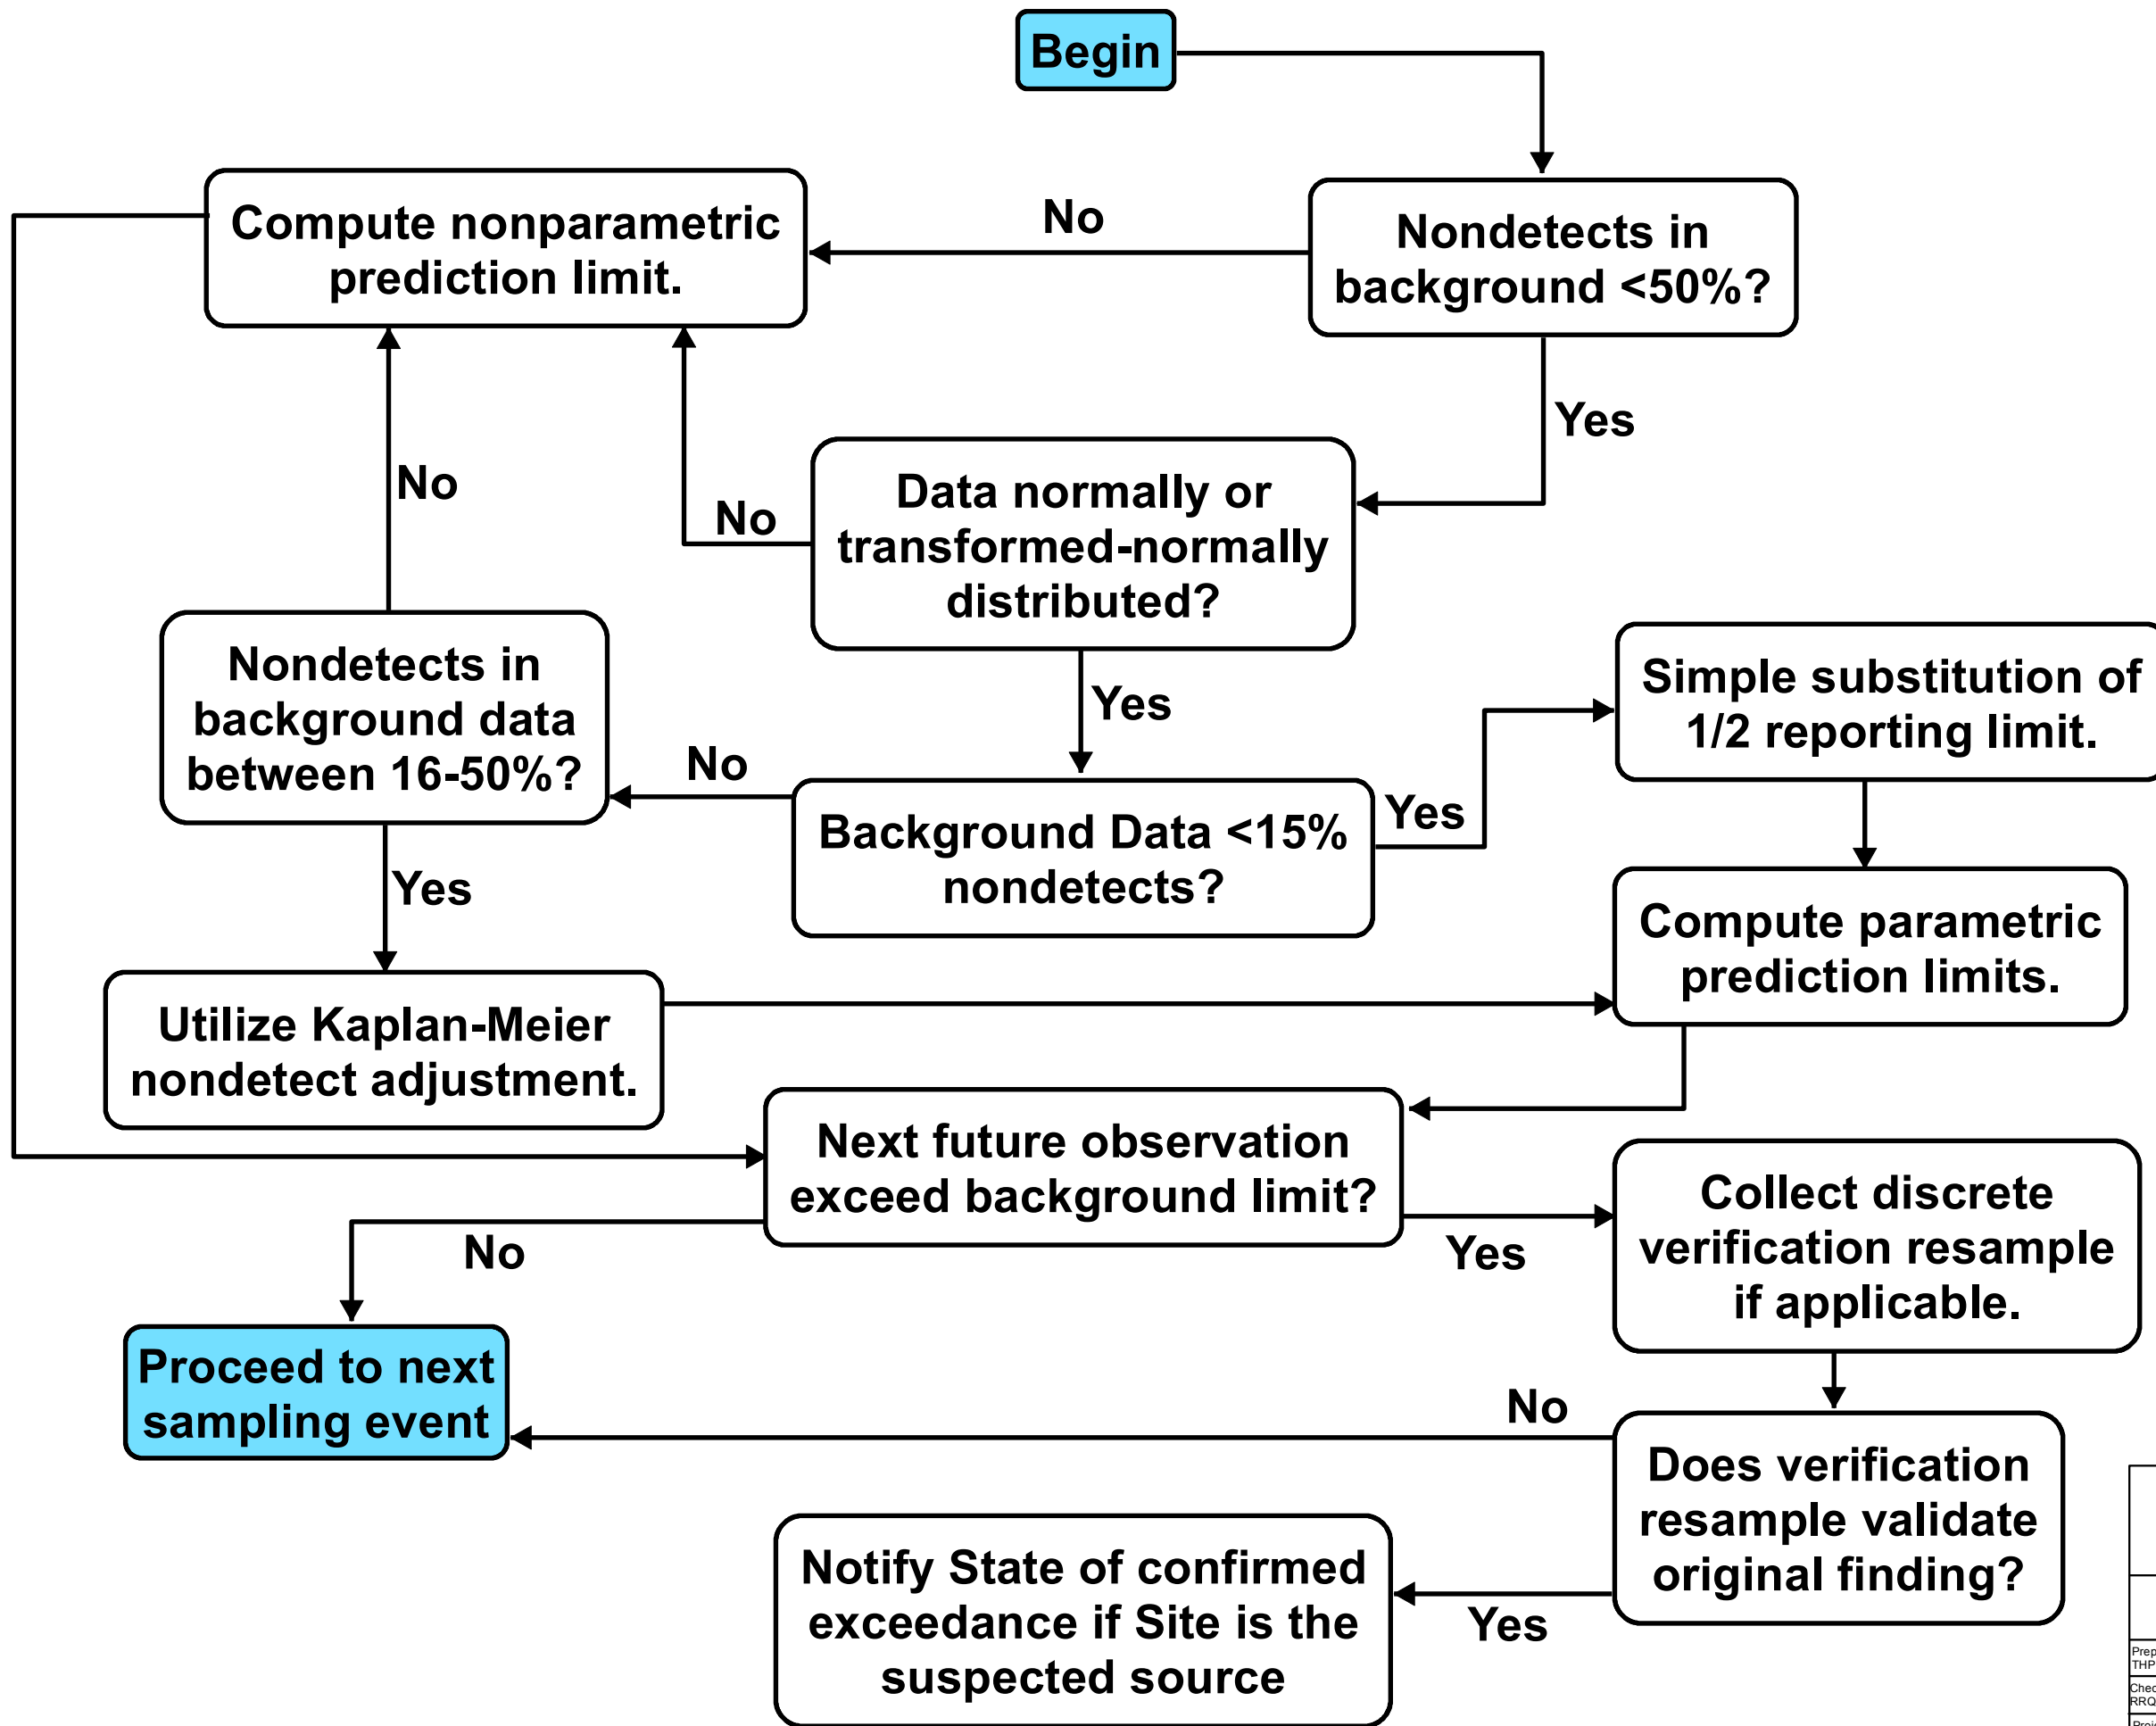 Begin
Compute nonparametric
prediction limit.
No
Nondetects in
background <50%?
Yes
Data normally or
transformed-normally
distributed?
No
No
Nondetects in
background data
between 16-50%?
Yes
Simple substitution of
1/2 reporting limit.
No
Background Data <15%
nondetects?
Yes
Yes
Compute parametric
prediction limits.
Utilize Kaplan-Meier
nondetect adjustment.
Next future observation
exceed background limit?
Collect discrete
verification resample
if applicable.
No
Yes
Proceed to next
sampling event
No
Does verification
resample validate
original finding?
Notify State of confirmed
exceedance if Site is the
suspected source
Yes
THP
RRQ